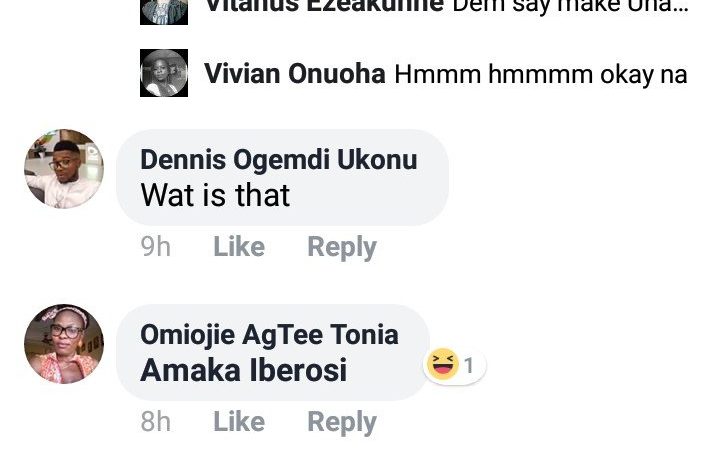 Vitanus Ezeakunne Dem say make Una...
Vivian Onuoha Hmmm hmmmm okay na
Dennis Ogemdi Ukonu
Wat is that
9h Like Reply
Omiojie AgTee Tonia
Amaka Iberosi
1
8h Like Reply